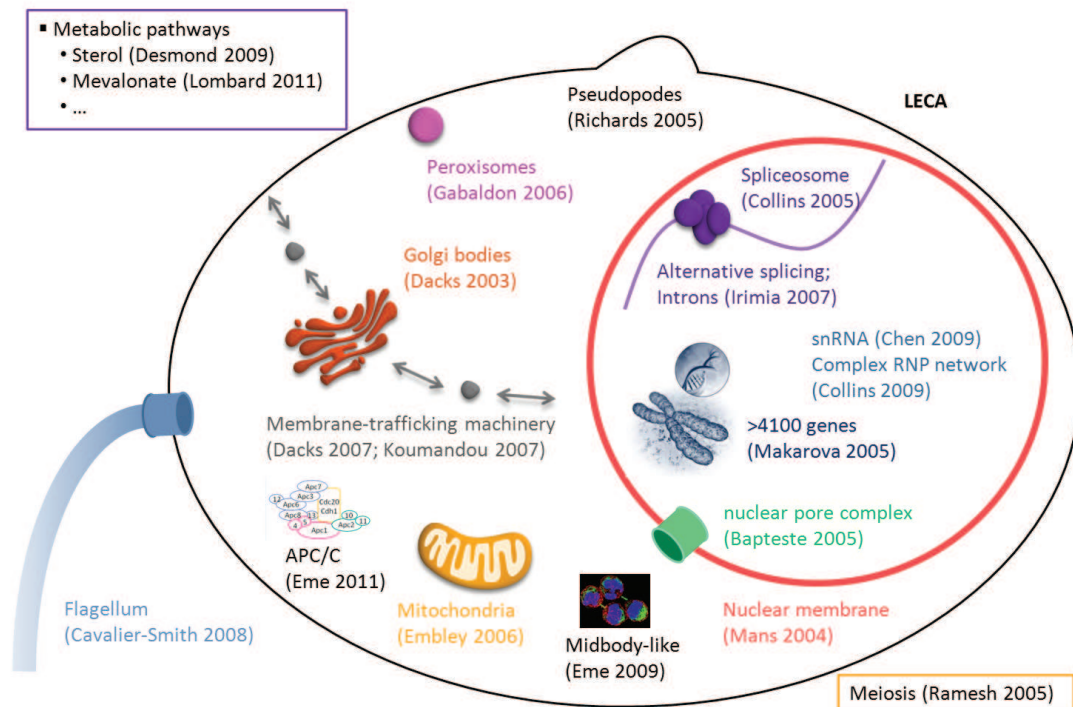 ▪ Metabolic pathways
• Sterol (Desmond 2009)
• Mevalonate (Lombard 2011)
• ...
Pseudopodes
(Richards 2005)
LECA
Peroxisomes
(Gabaldon 2006)
Spliceosome
(Collins 2005)
Golgi bodies
(Dacks 2003)
Alternative splicing;
Introns (Irimia 2007)
snRNA (Chen 2009)
Complex RNP network
(Collins 2009)
Membrane-trafficking machinery
(Dacks 2007; Koumandou 2007)
>4100 genes
(Makarova 2005)
Apc7
12
Apc3
Apc6
Cdc20
Cdh1
Apc8
13
10
4
5
Apc2
11
Apc1
APC/C
(Eme 2011)
nuclear pore complex
(Bapteste 2005)
Flagellum
(Cavalier-Smith 2008)
Mitochondria
(Embley 2006)
Midbody-like
(Eme 2009)
Nuclear membrane
(Mans 2004)
Meiosis (Ramesh 2005)